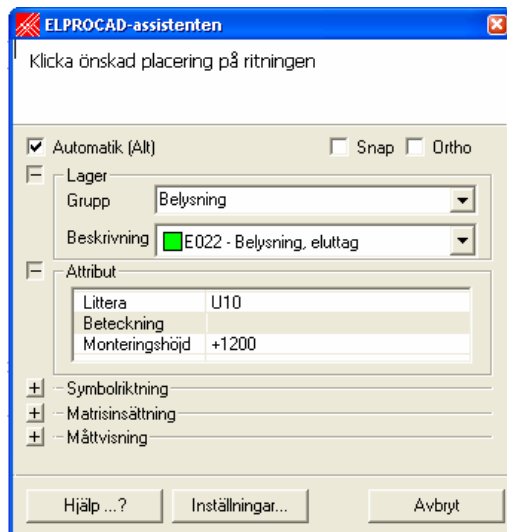 ELPROCAD-assistenten
Klicka önskad placering på ritningen
Automatik (Alt) Snap Ortho
Lager
Grupp Belysning
Beskrivning E022 - Belysning, eluttag
Attribut
Littera U10
Beteckning
Monteringshöjd +1200
Symbolriktning
Matrisinsättning
Måttvisning
Hjälp ...? Inställningar... Avbryt